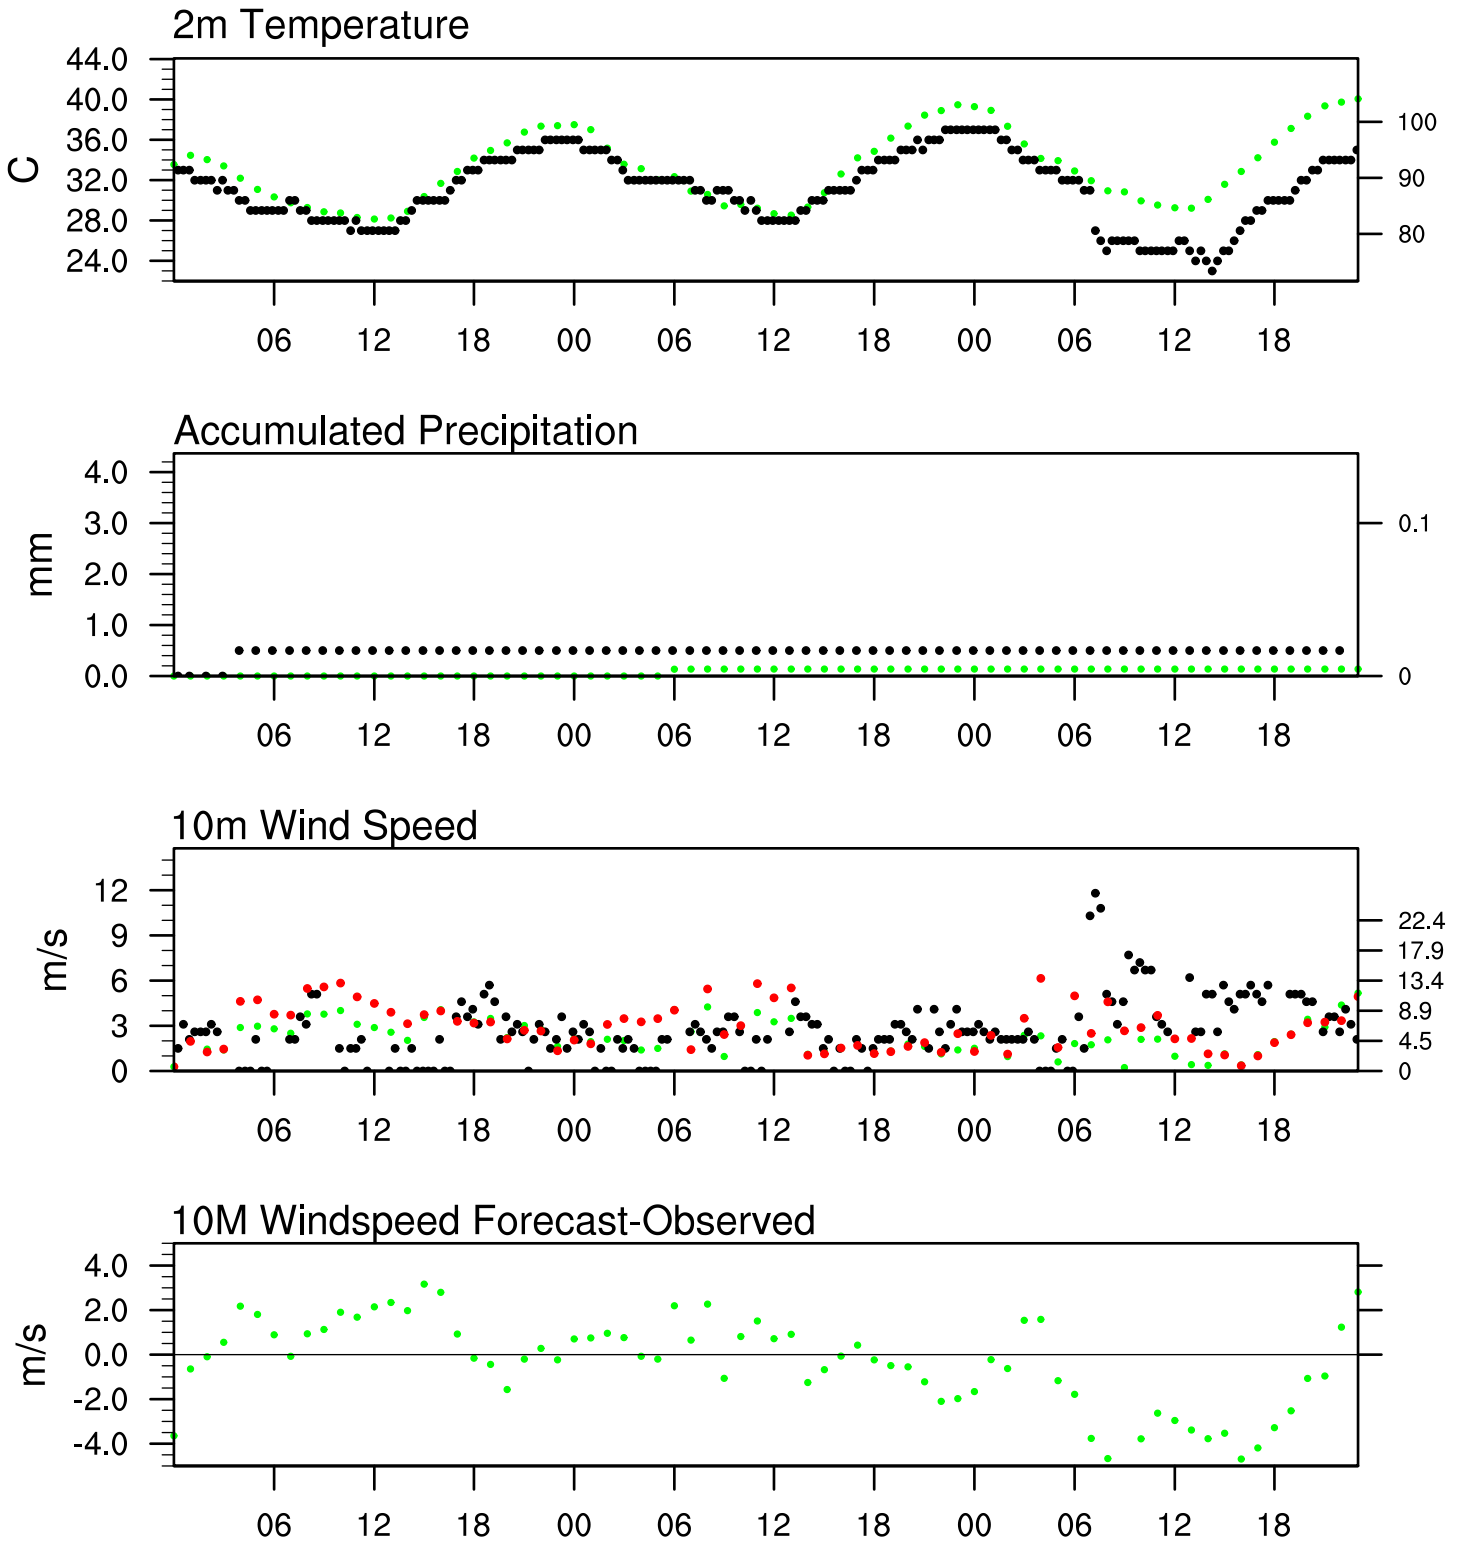 2m Temperature
44.0
40.0
36.0
32.0
28.0
24.0
C
100
90
80
06 12 18 00 06 12 18 00 06 12 18
Accumulated Precipitation
4.0
3.0
2.0
1.0
0.0
mm
0.1
0
06 12 18 00 06 12 18 00 06 12 18
10m Wind Speed
12
9
6
3
0
m/s
22.4
17.9
13.4
8.9
4.5
0
06 12 18 00 06 12 18 00 06 12 18
10M Windspeed Forecast-Observed
4.0
2.0
0.0
-2.0
-4.0
m/s
06 12 18 00 06 12 18 00 06 12 18